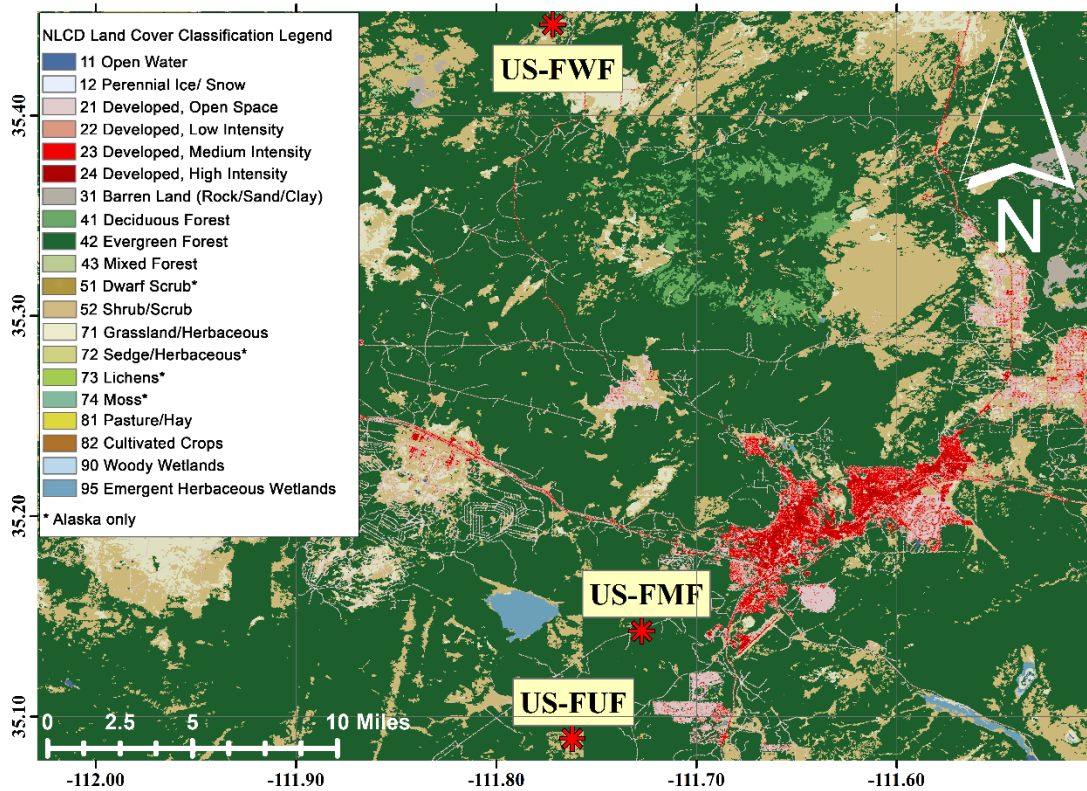 NLCD Land Cover Classification Legend
11 Open Water
12 Perennial Ice/ Snow
21 Developed, Open Space
22 Developed, Low Intensity
23 Developed, Medium Intensity
24 Developed, High Intensity
31 Barren Land (Rock/Sand/Clay)
41 Deciduous Forest
42 Evergreen Forest
43 Mixed Forest
51 Dwarf Scrub*
52 Shrub/Scrub
71 Grassland/Herbaceous
72 Sedge/Herbaceous*
73 Lichens*
74 Moss*
81 Pasture/Hay
82 Cultivated Crops
90 Woody Wetlands
95 Emergent Herbaceous Wetlands
* Alaska only
US-FWF
N
US-FMF
US-FUF
0 2.5 5 10 Miles
35.40
35.30
35.20
35.10
-112.00 -111.90 -111.80 -111.70 -111.60